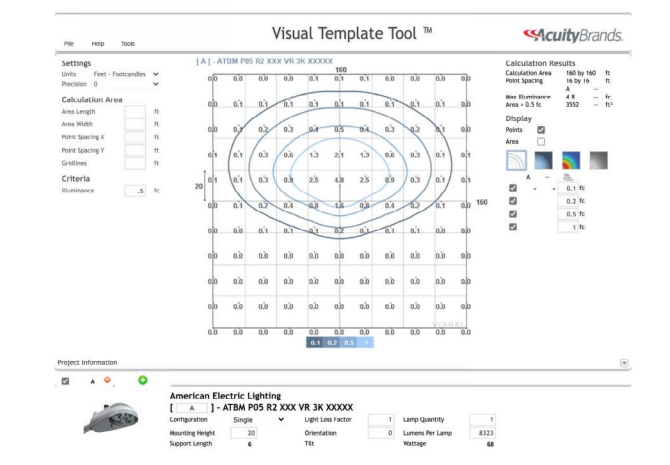 Visual Template Tool ™
AcuityBrands.
File Help Tools
Settings
Units Feet - Footcandles
Precision 0
Calculation Area
Area Length ft
Area Width ft
Point Spacing X ft
Point Spacing Y ft
Gridlines ft
Criteria
Illuminance .5 fc
[ A ] - ATBM P05 R2 XXX VR 3K XXXXX
160
0.0 0.0 0.0 0.0 0.1 0.1 0.1 0.0 0.0 0.0 0.0
0.0 0.1 0.1 0.1 0.1 0.1 0.1 0.1 0.1 0.1 0.0
0.0 0.1 0.2 0.3 0.4 0.5 0.4 0.3 0.2 0.1 0.0
0.1 0.1 0.3 0.6 1.3 2.1 1.3 0.6 0.3 0.1 0.1
20 0.1 0.1 0.3 0.9 2.5 4.8 2.5 0.9 0.3 0.1 0.1
0.0 0.1 0.2 0.4 0.8 1.6 0.8 0.4 0.2 0.1 0.0 160
0.0 0.0 0.1 0.1 0.1 0.2 0.1 0.1 0.1 0.0 0.0
0.0 0.0 0.0 0.0 0.0 0.0 0.0 0.0 0.0 0.0 0.0
0.0 0.0 0.0 0.0 0.0 0.0 0.0 0.0 0.0 0.0 0.0
0.0 0.0 0.0 0.0 0.0 0.0 0.0 0.0 0.0 0.0 0.0
VISUAL
0.0 0.0 0.0 0.0 0.0 0.0 0.0 0.0 0.0 0.0 0.0
0.1 0.2 0.5 1
Calculation Results
Calculation Area 160 by 160 ft
Point Spacing 16 by 16 ft
A --
Max Illuminance 4.8 -- fc
Area > 0.5 fc 3552 -- ft²
Display
Points
Area
A --
- - 0.1 fc
0.2 fc
0.5 fc
1 fc
Project Information
A
American Electric Lighting
[ A ] - ATBM P05 R2 XXX VR 3K XXXXX
Configuration Single Light Loss Factor 1 Lamp Quantity 1
Mounting Height 20 Orientation 0 Lumens Per Lamp 8323
Support Length 6 Tilt Wattage 68